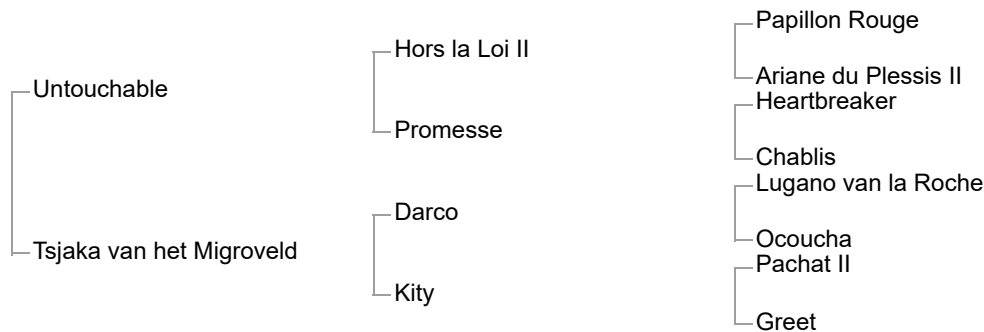 Papillon Rouge
Hors la Loi II
Ariane du Plessis II
Untouchable
Heartbreaker
Promesse
Chablis
Lugano van la Roche
Darco
Ocoucha
Tsjaka van het Migroveld
Pachat II
Kity
Greet